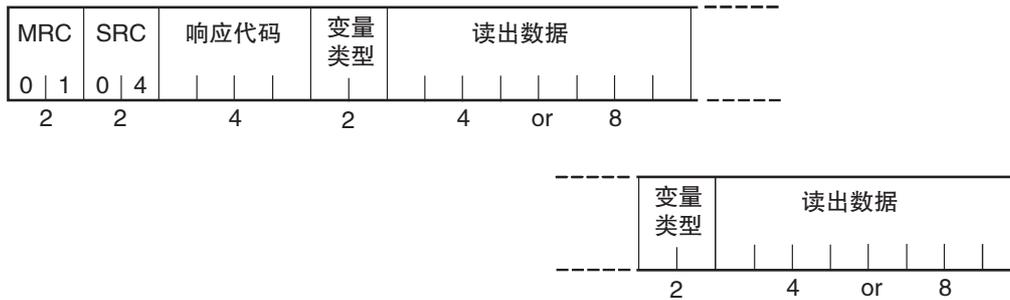 MRC SRC 响应代码 变量类型 读出数据
0 1 0 4
2 2 4 2 4 or 8
变量类型 读出数据
2 4 or 8